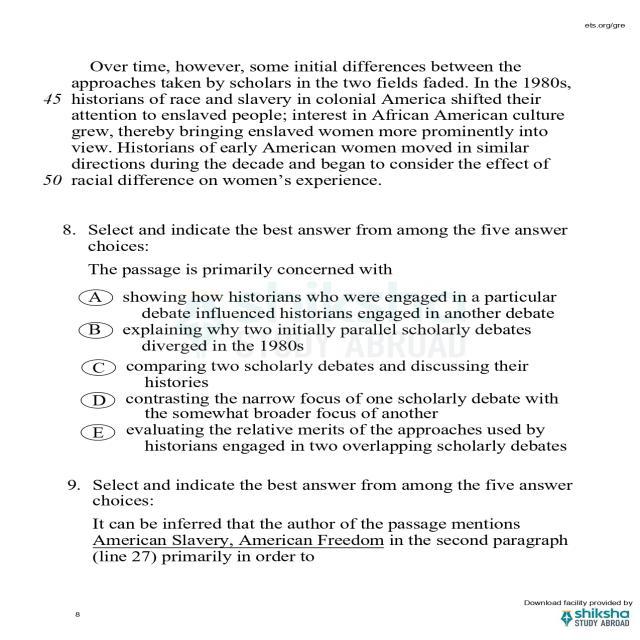 ets.org/gre
Over time, however, some initial differences between the
approaches taken by scholars in the two fields faded. In the 1980s,
45 historians of race and slavery in colonial America shifted their
attention to enslaved people; interest in African American culture
grew, thereby bringing enslaved women more prominently into
view. Historians of early American women moved in similar
directions during the decade and began to consider the effect of
50 racial difference on women's experience.
8. Select and indicate the best answer from among the five answer
choices:
The passage is primarily concerned with
A showing how historians who were engaged in a particular
debate influenced historians engaged in another debate
B explaining why two initially parallel scholarly debates
diverged in the 1980s
C comparing two scholarly debates and discussing their
histories
D contrasting the narrow focus of one scholarly debate with
the somewhat broader focus of another
E evaluating the relative merits of the approaches used by
historians engaged in two overlapping scholarly debates
9. Select and indicate the best answer from among the five answer
choices:
It can be inferred that the author of the passage mentions
American Slavery, American Freedom in the second paragraph
(line 27) primarily in order to
8
Download facility provided by
shiksha
STUDY ABROAD
shiksha
STUDY ABROAD